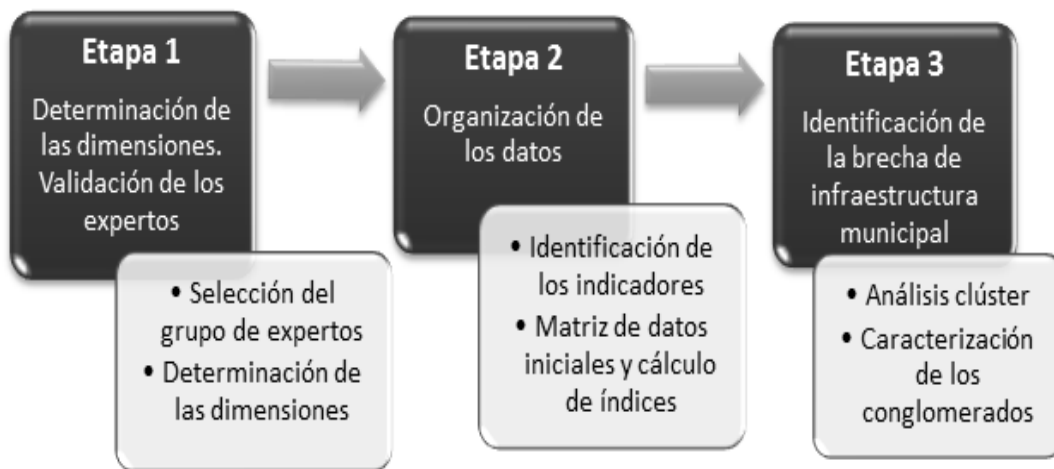 Etapa 1
Determinación de
las dimensiones.
Validación de los
expertos
• Selección del
grupo de expertos
• Determinación de
las dimensiones
Etapa 2
Organización de
los datos
• Identificación de
los indicadores
• Matriz de datos
iniciales y cálculo
de índices
Etapa 3
Identificación de
la brecha de
infraestructura
municipal
• Análisis clúster
• Caracterización
de los
conglomerados